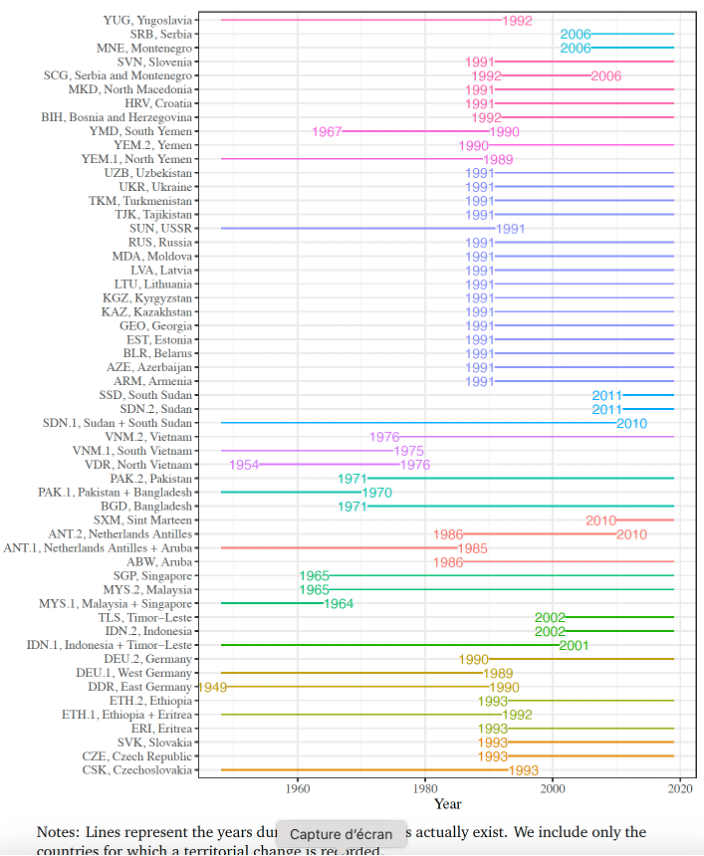 YUG, Yugoslavia 1992
SRB, Serbia 2006
MNE, Montenegro 2006
SVN, Slovenia 1991
SCG, Serbia and Montenegro 1992 2006
MKD, North Macedonia 1991
HRV, Croatia 1991
BIH, Bosnia and Herzegovina 1992
YMD, South Yemen 1967 1990
YEM.2, Yemen 1990
YEM.1, North Yemen 1989
UZB, Uzbekistan 1991
UKR, Ukraine 1991
TKM, Turkmenistan 1991
TJK, Tajikistan 1991
SUN, USSR 1991
RUS, Russia 1991
MDA, Moldova 1991
LVA, Latvia 1991
LTU, Lithuania 1991
KGZ, Kyrgyzstan 1991
KAZ, Kazakhstan 1991
GEO, Georgia 1991
EST, Estonia 1991
BLR, Belarus 1991
AZE, Azerbaijan 1991
ARM, Armenia 1991
SSD, South Sudan 2011
SDN.2, Sudan 2011
SDN.1, Sudan + South Sudan 2010
VNM.2, Vietnam 1976
VNM.1, South Vietnam 1975
VDR, North Vietnam 1954 1976
PAK.2, Pakistan 1971
PAK.1, Pakistan + Bangladesh 1970
BGD, Bangladesh 1971
SXM, Sint Marteen 2010
ANT.2, Netherlands Antilles 1986 2010
ANT.1, Netherlands Antilles + Aruba 1985
ABW, Aruba 1986
SGP, Singapore 1965
MYS.2, Malaysia 1965
MYS.1, Malaysia + Singapore 1964
TLS, Timor−Leste 2002
IDN.2, Indonesia 2002
IDN.1, Indonesia + Timor−Leste 2001
DEU.2, Germany 1990
DEU.1, West Germany 1989
DDR, East Germany 1949 1990
ETH.2, Ethiopia 1993
ETH.1, Ethiopia + Eritrea 1992
ERI, Eritrea 1993
SVK, Slovakia 1993
CZE, Czech Republic 1993
CSK, Czechoslovakia 1993
1960 1980 2000 2020
Year
Notes: Lines represent the years Capture d'écran actually exist. We include only the
countries for which a territorial change is recorded.